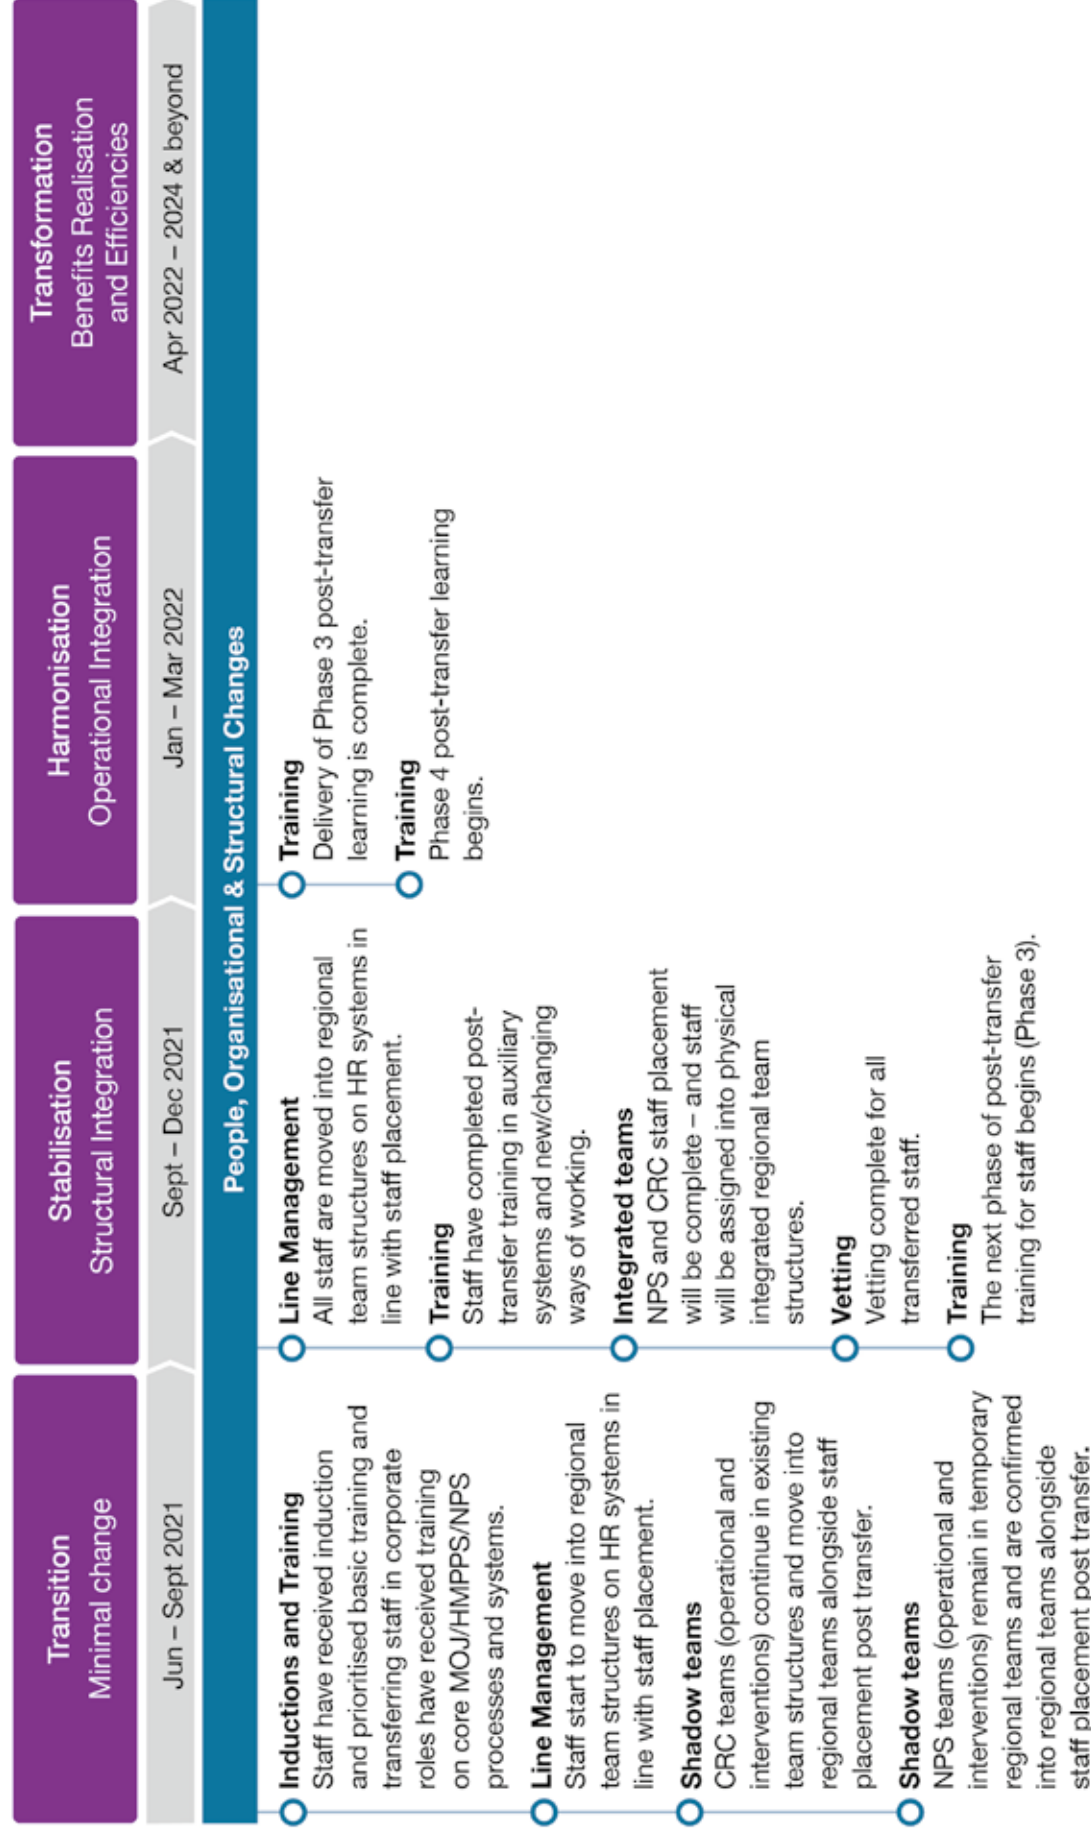 Transition
Minimal change
Stabilisation
Structural Integration
Harmonisation
Operational Integration
Transformation
Benefits Realisation
and Efficiencies
Jun – Sept 2021
Sept – Dec 2021
Jan – Mar 2022
Apr 2022 – 2024 & beyond
People, Organisational & Structural Changes
Inductions and Training
Staff have received induction
and prioritised basic training and
transferring staff in corporate
roles have received training
on core MOJ/HMPPS/NPS
processes and systems.
Line Management
Staff start to move into regional
team structures on HR systems in
line with staff placement.
Shadow teams
CRC teams (operational and
interventions) continue in existing
team structures and move into
regional teams alongside staff
placement post transfer.
Shadow teams
NPS teams (operational and
interventions) remain in temporary
regional teams and are confirmed
into regional teams alongside
staff placement post transfer.
Line Management
All staff are moved into regional
team structures on HR systems in
line with staff placement.
Training
Staff have completed post-
transfer training in auxiliary
systems and new/changing
ways of working.
Integrated teams
NPS and CRC staff placement
will be complete – and staff
will be assigned into physical
integrated regional team
structures.
Vetting
Vetting complete for all
transferred staff.
Training
The next phase of post-transfer
training for staff begins (Phase 3).
Training
Delivery of Phase 3 post-transfer
learning is complete.
Training
Phase 4 post-transfer learning
begins.